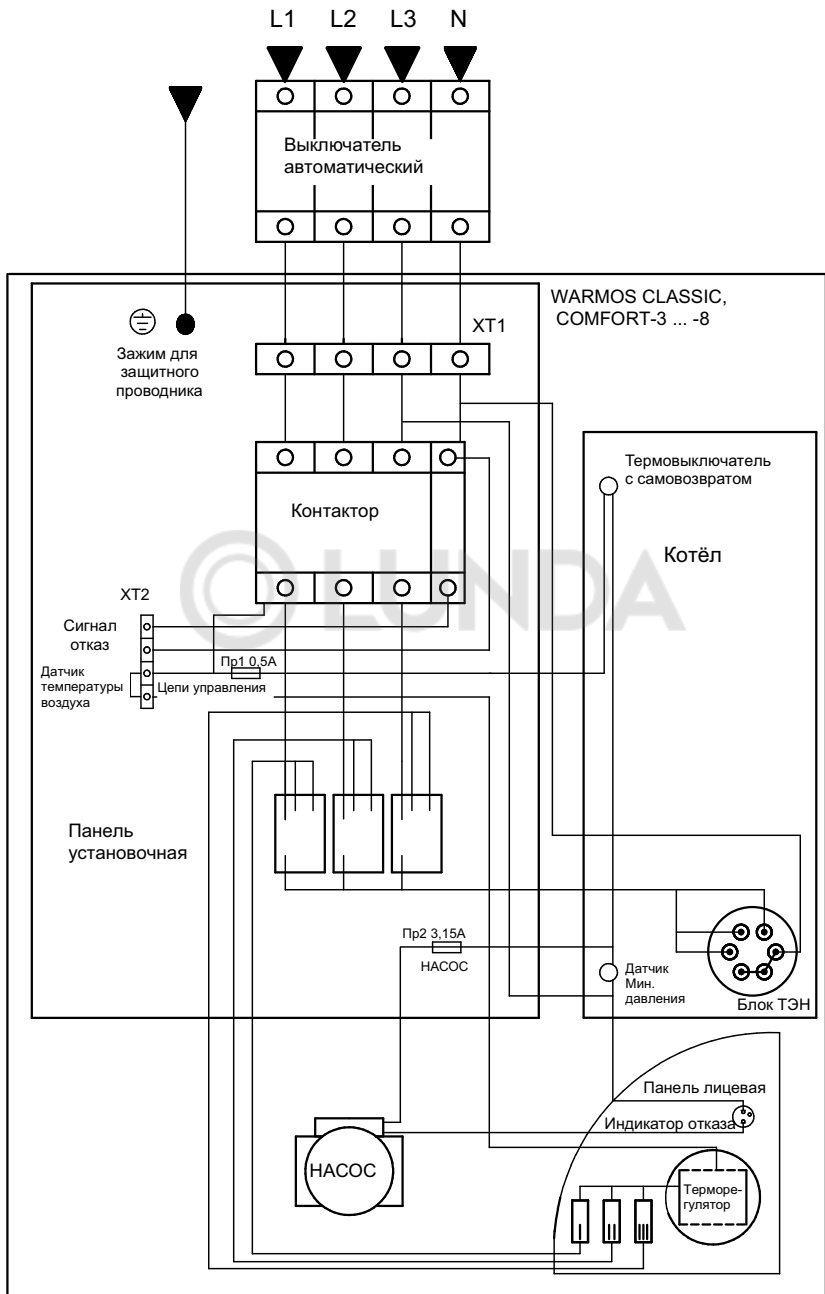 L1 L2 L3 N
Выключатель
автоматический
WARMOS CLASSIC,
COMFORT-3 ... -8
XT1
Зажим для
защитного
проводника
Термовыключатель
с самовозвратом
Контактор
Котёл
LUNDA
XT2
Сигнал
отказ
Пр1 0,5А
Датчик
температуры
воздуха
Цепи управления
Панель
установочная
Пр2 3,15А
НАСОС
Датчик
Мин.
давления
Блок ТЭН
Панель лицевая
Индикатор отказа
НАСОС
Терморе-
гулятор
I II III